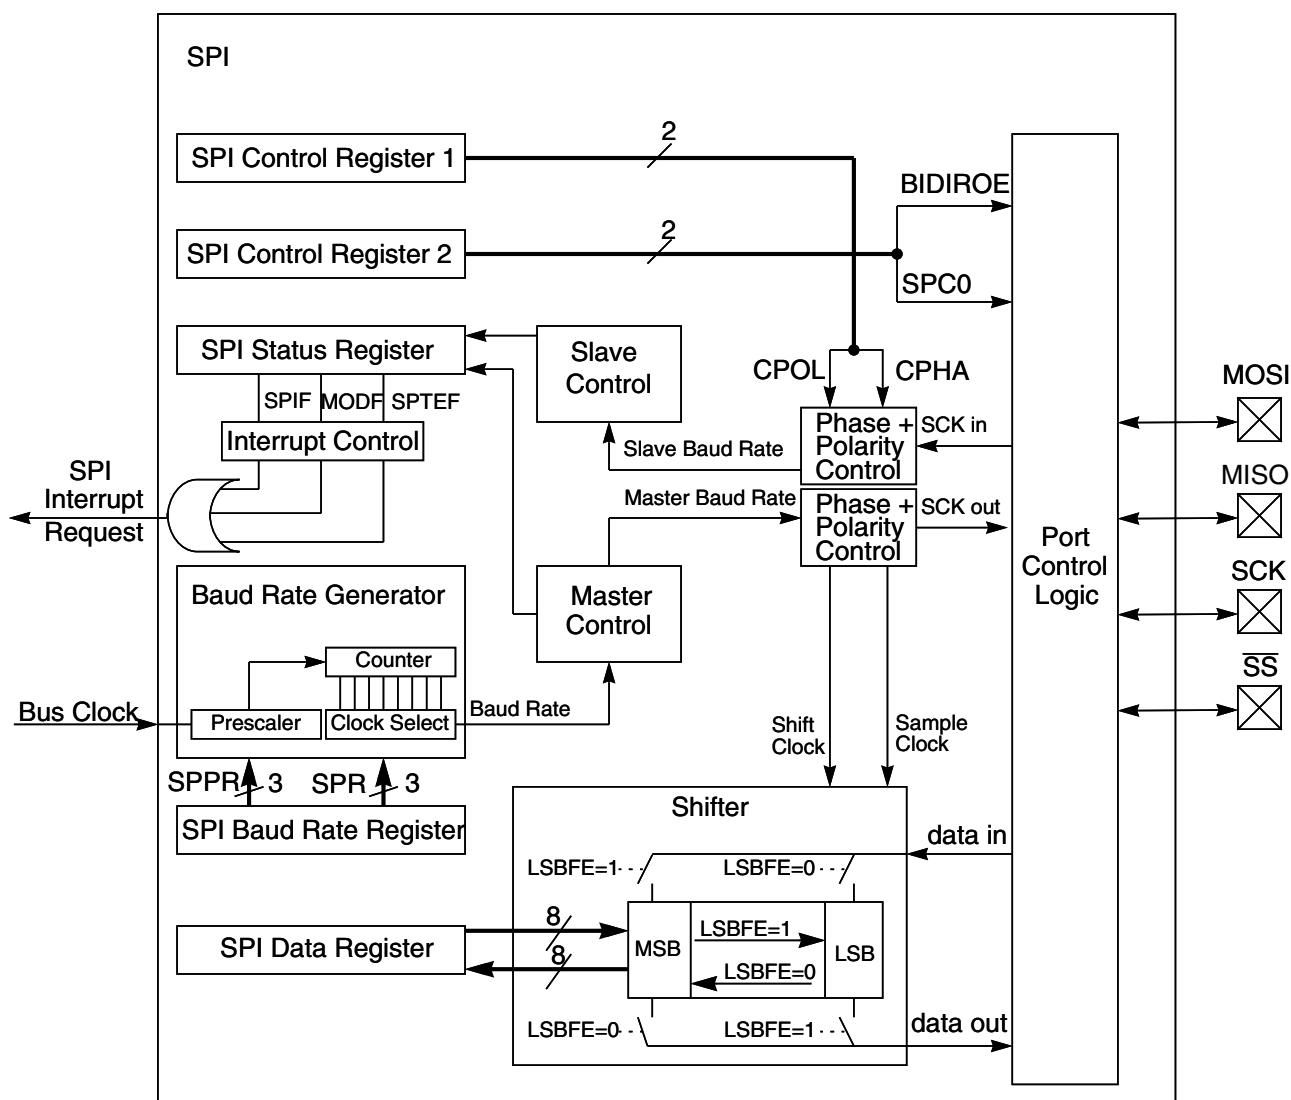 SPI
SPI Control Register 1
2
BIDIROE
SPI Control Register 2
2
SPC0
SPI Status Register
Slave
Control
CPOL
CPHA
MOSI
SPIF
MODF
SPTEF
Interrupt Control
Phase +
Polarity
Control
SCK in
Slave Baud Rate
SPI
Interrupt
Request
MISO
Master Baud Rate
Phase +
Polarity
Control
SCK out
Port
Control
Logic
SCK
Baud Rate Generator
Master
Control
SS
Counter
Bus Clock
Prescaler
Clock Select
Baud Rate
Shift
Clock
Sample
Clock
SPPR
3
SPR
3
SPI Baud Rate Register
Shifter
data in
LSBFE=1
LSBFE=0
8
SPI Data Register
8
MSB
LSBFE=1
LSBFE=0
LSB
LSBFE=0
LSBFE=1
data out